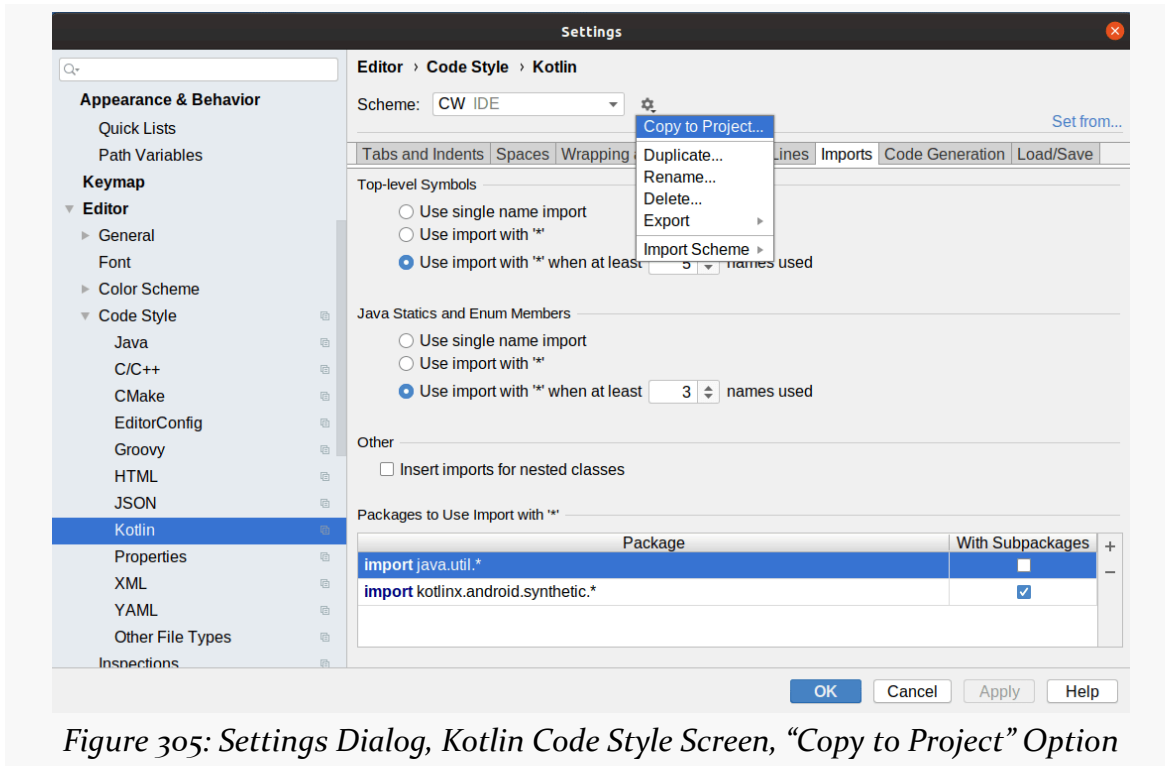 Settings
Editor › Code Style › Kotlin
Appearance & Behavior
Quick Lists
Path Variables
Keymap
Editor
General
Font
Color Scheme
Code Style
Java
C/C++
CMake
EditorConfig
Groovy
HTML
JSON
Kotlin
Properties
XML
YAML
Other File Types
Inspections
Scheme: CW IDE
Set from...
Copy to Project...
Duplicate...
Rename...
Delete...
Export
Import Scheme
Tabs and Indents Spaces Wrapping Lines Imports Code Generation Load/Save
Top-level Symbols
Use single name import
Use import with '*'
Use import with '*' when at least 5 names used
Java Statics and Enum Members
Use single name import
Use import with '*'
Use import with '*' when at least 3 names used
Other
Insert imports for nested classes
Packages to Use Import with '*'
Package With Subpackages
import java.util.*
import kotlinx.android.synthetic.*
OK Cancel Apply Help
Figure 305: Settings Dialog, Kotlin Code Style Screen, “Copy to Project” Option